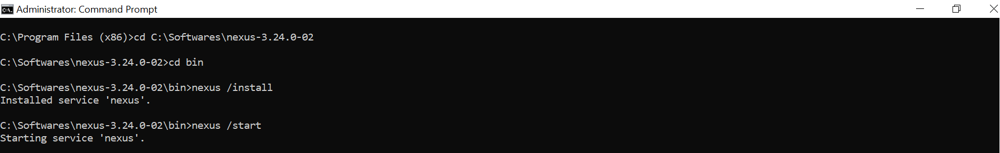 Administrator: Command Prompt
C:\Program Files (x86)>cd C:\Softwares\nexus-3.24.0-02
C:\Softwares\nexus-3.24.0-02>cd bin
C:\Softwares\nexus-3.24.0-02\bin>nexus /install
Installed service 'nexus'.
C:\Softwares\nexus-3.24.0-02\bin>nexus /start
Starting service 'nexus'.